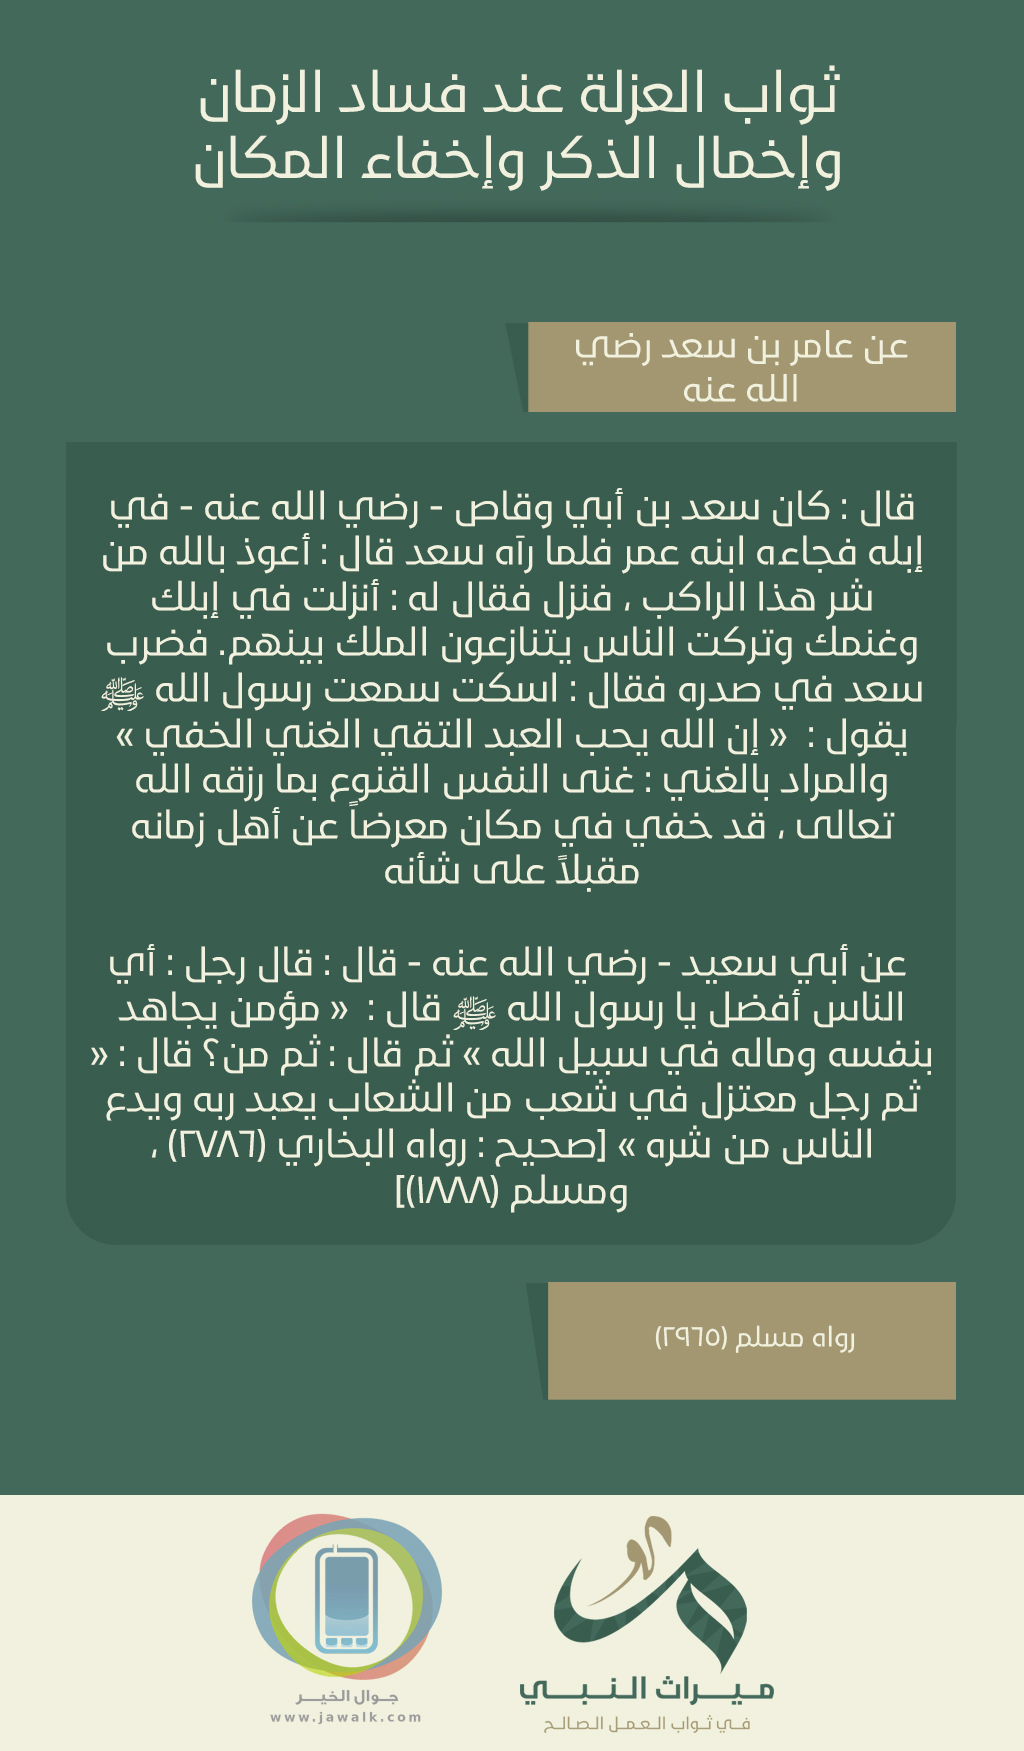 ثواب العزلة عند فساد الزمان
وإخمال الذكر وإخفاء المكان
عن عامر بن سعد رضي
الله عنه
قال : كان سعد بن أبي وقاص - رضي الله عنه - في
إبله فجاءه ابنه عمر فلما رآه سعد قال : أعوذ بالله من
شر هذا الراكب ، فنزل فقال له : أنزلت في إبلك
وغنمك وتركت الناس يتنازعون الملك بينهم. فضرب
سعد في صدره فقال : اسكت سمعت رسول الله ﷺ
يقول : « إن الله يحب العبد التقي الغني الخفي »
والمراد بالغني : غنى النفس القنوع بما رزقه الله
تعالى ، قد خفي في مكان معرضاً عن أهل زمانه
مقبلاً على شأنه
عن أبي سعيد - رضي الله عنه - قال : قال رجل : أي
الناس أفضل يا رسول الله ﷺ قال : « مؤمن يجاهد
بنفسه وماله في سبيل الله » ثم قال : ثم من؟ قال : «
ثم رجل معتزل في شعب من الشعاب يعبد ربه ويدع
الناس من شره » [صحيح : رواه البخاري (٢٧٨٦) ،
ومسلم (١٨٨٨)]
رواه مسلم (٢٩٦٥)
ميراث النبي
في ثواب العمل الصالح
جوال الخير
www.jawalk.com